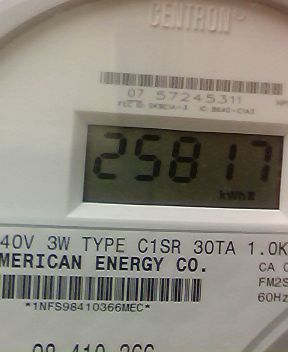 CENTRON
07 57245311
25817
kWh
40V 3W TYPE C1SR 30TA 1.0K
MERICAN ENERGY CO.
CA 0
FM2S
60Hz
*1NFS98410366MEC*